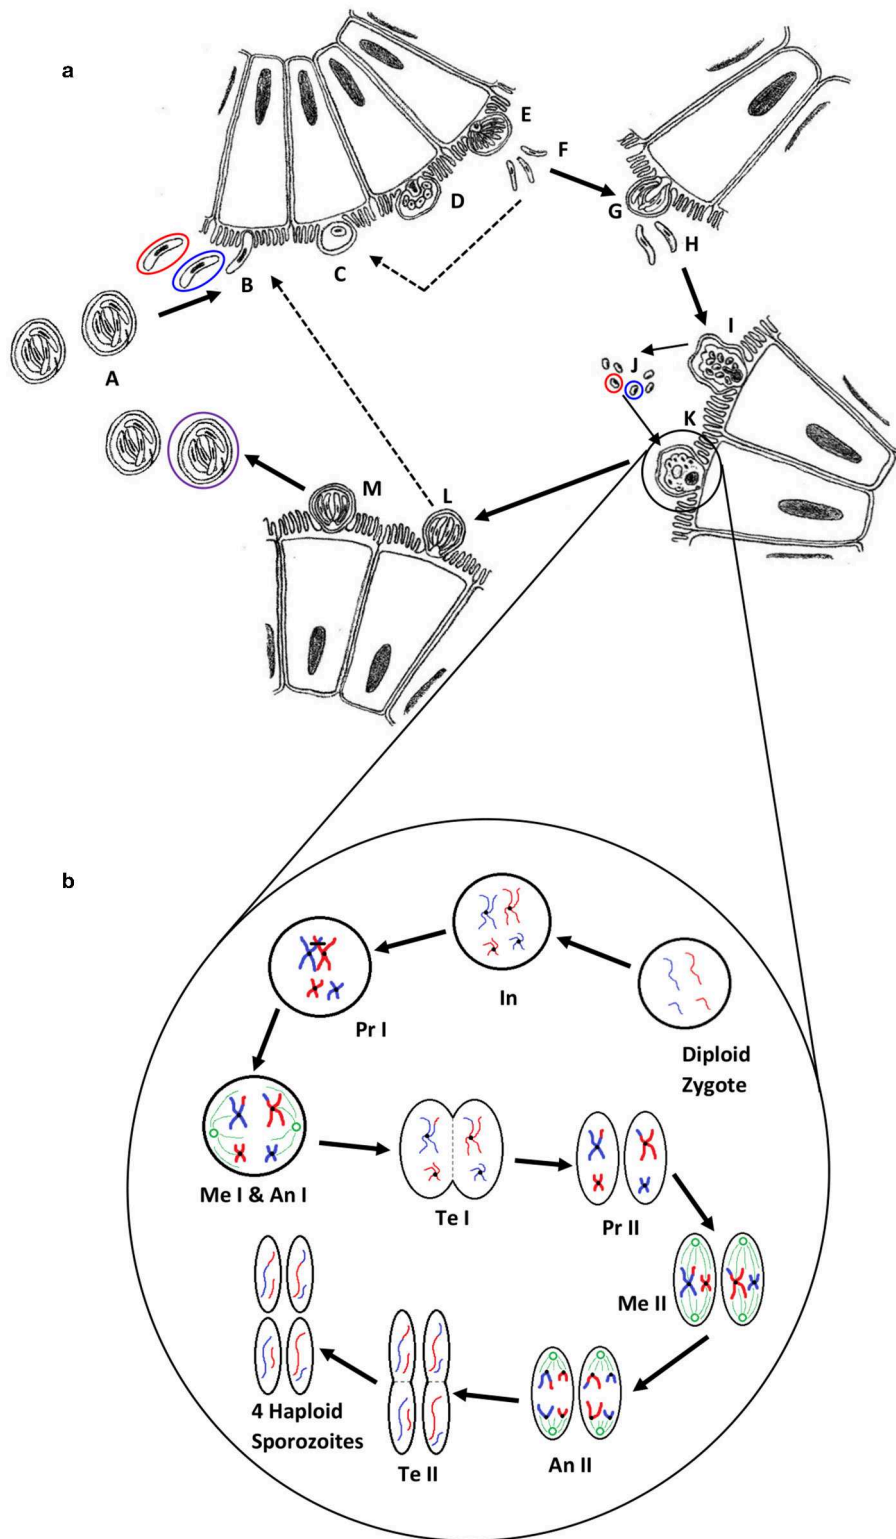 a
E
F
D
G
B
C
H
I
A
J
K
M
L
b
In
Pr I
Diploid
Zygote
Me I & An I
Te I
Pr II
Me II
4 Haploid
Sporozoites
Te II
An II